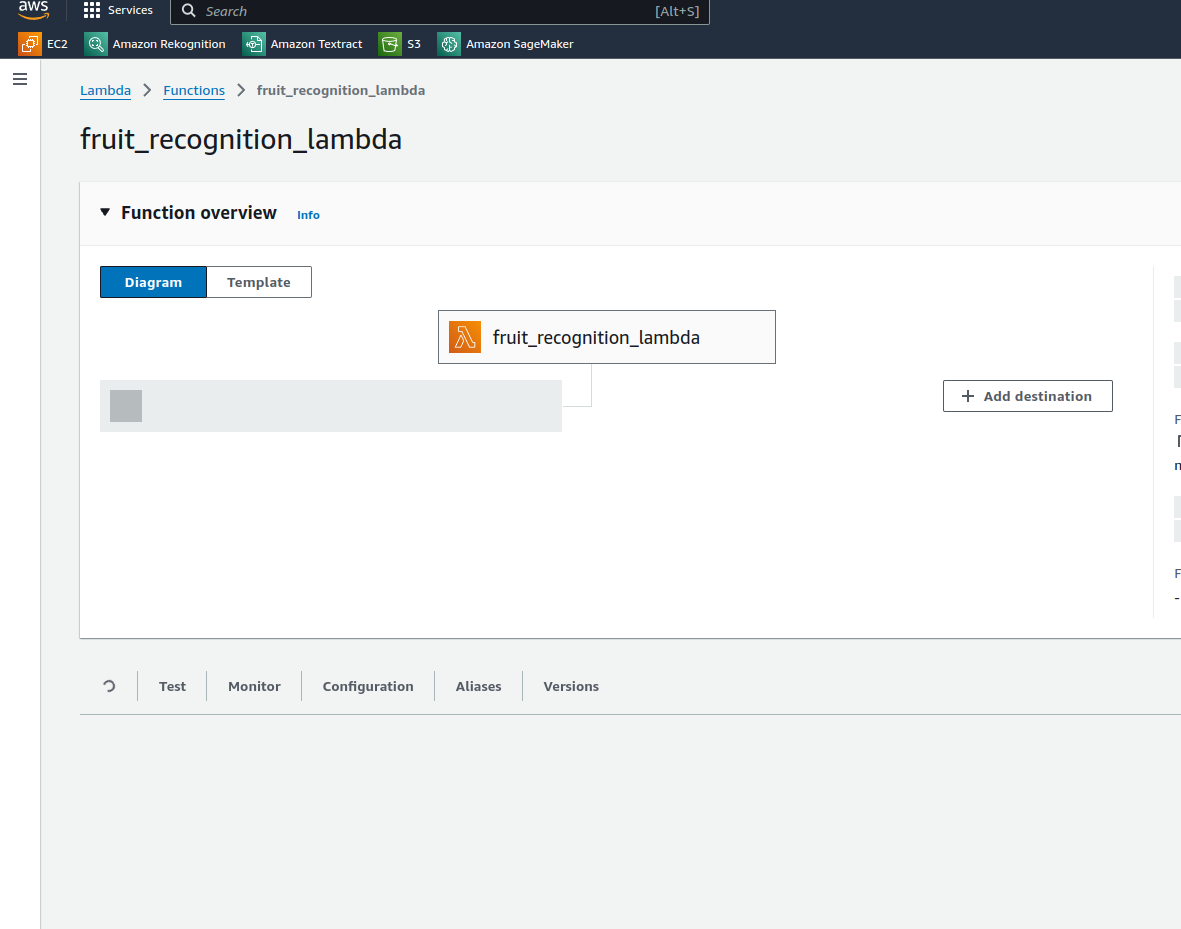 aws
Services
Search
[Alt+S]
EC2
Amazon Rekognition
Amazon Textract
S3
Amazon SageMaker
Lambda
Functions
fruit_recognition_lambda
fruit_recognition_lambda
Function overview
Info
Diagram
Template
fruit_recognition_lambda
+ Add destination
F
F
-
Test
Monitor
Configuration
Aliases
Versions